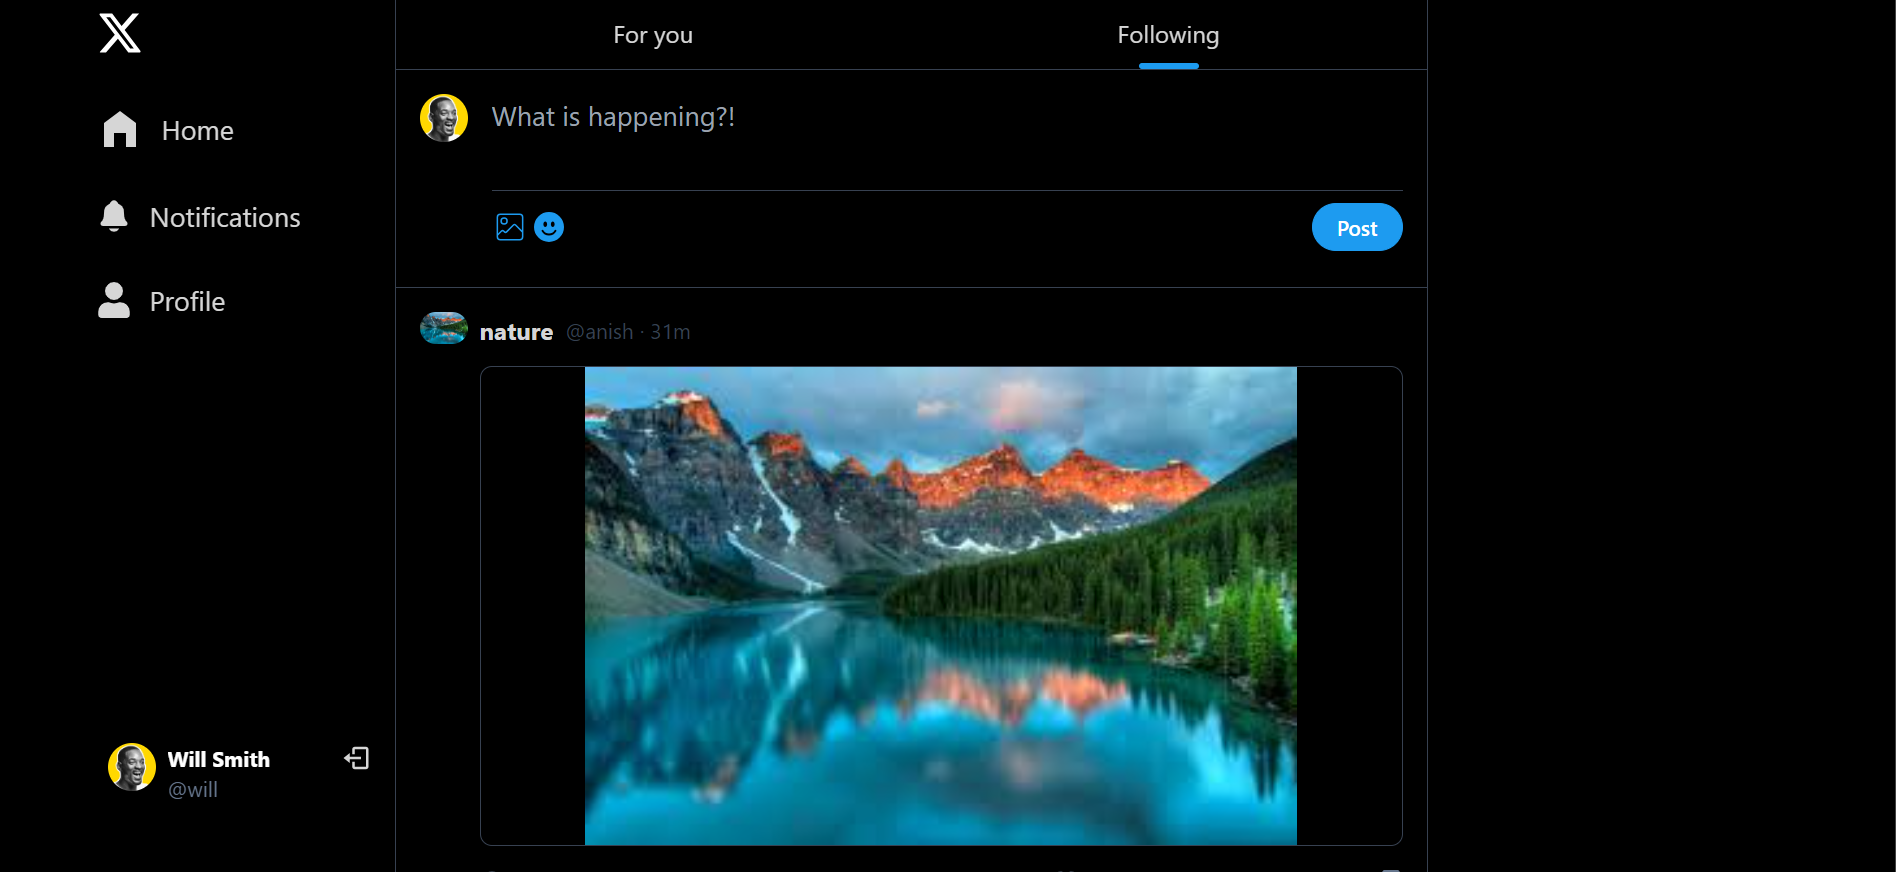 For you
Following
Home
Notifications
Profile
What is happening?!
Post
nature @anish · 31m
Will Smith
@will